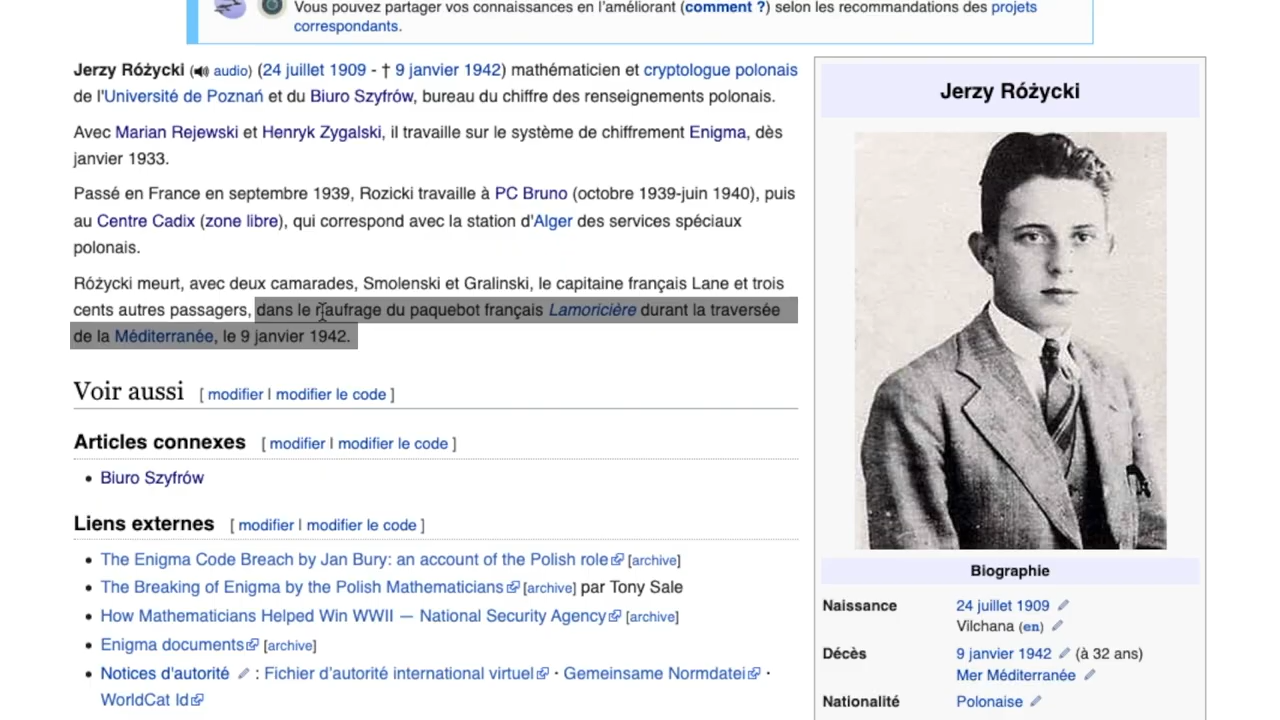 Vous pouvez partager vos connaissances en l'améliorant (comment ?) selon les recommandations des projets
correspondants.
Jerzy Różycki (audio) (24 juillet 1909 - † 9 janvier 1942) mathématicien et cryptologue polonais
de l'Université de Poznań et du Biuro Szyfrów, bureau du chiffre des renseignements polonais.
Avec Marian Rejewski et Henryk Zygalski, il travaille sur le système de chiffrement Enigma, dès
janvier 1933.
Passé en France en septembre 1939, Rozicki travaille à PC Bruno (octobre 1939-juin 1940), puis
au Centre Cadix (zone libre), qui correspond avec la station d'Alger des services spéciaux
polonais.
Różycki meurt, avec deux camarades, Smolenski et Gralinski, le capitaine français Lane et trois
cents autres passagers, dans le naufrage du paquebot français Lamoricière durant la traversée
de la Méditerranée, le 9 janvier 1942.
Voir aussi [ modifier | modifier le code ]
Articles connexes [ modifier | modifier le code ]
• Biuro Szyfrów
Liens externes [ modifier | modifier le code ]
• The Enigma Code Breach by Jan Bury: an account of the Polish role [archive]
• The Breaking of Enigma by the Polish Mathematicians [archive] par Tony Sale
• How Mathematicians Helped Win WWII — National Security Agency [archive]
• Enigma documents [archive]
• Notices d'autorité : Fichier d'autorité international virtuel · Gemeinsame Normdatei ·
WorldCat Id
Jerzy Różycki
Biographie
Naissance 24 juillet 1909
Vilchana (en)
Décès 9 janvier 1942 (à 32 ans)
Mer Méditerranée
Nationalité Polonaise